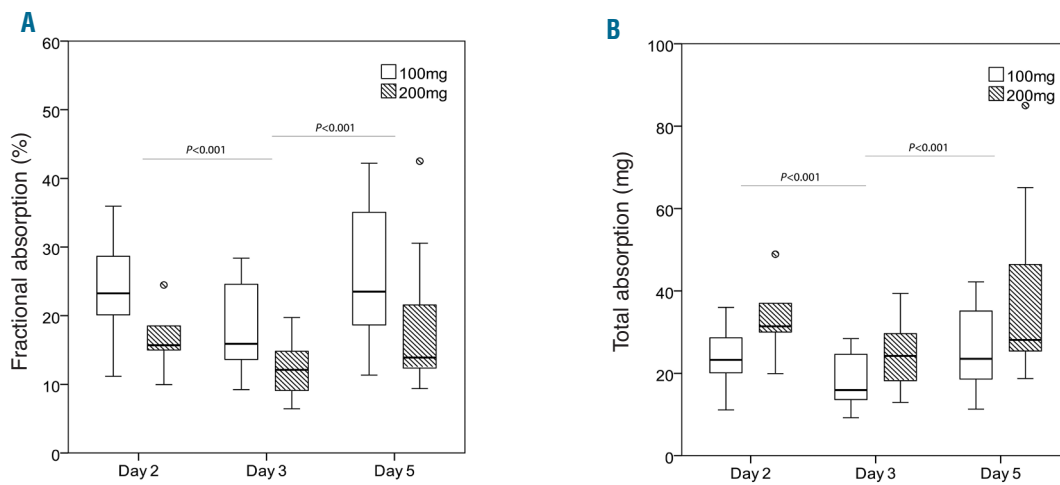 A
Fractional absorption (%)
60
50
40
30
20
10
0
100mg
200mg
P<0.001
P<0.001
Day 2
Day 3
Day 5
B
Total absorption (mg)
100
80
60
40
20
0
100mg
200mg
P<0.001
P<0.001
Day 2
Day 3
Day 5